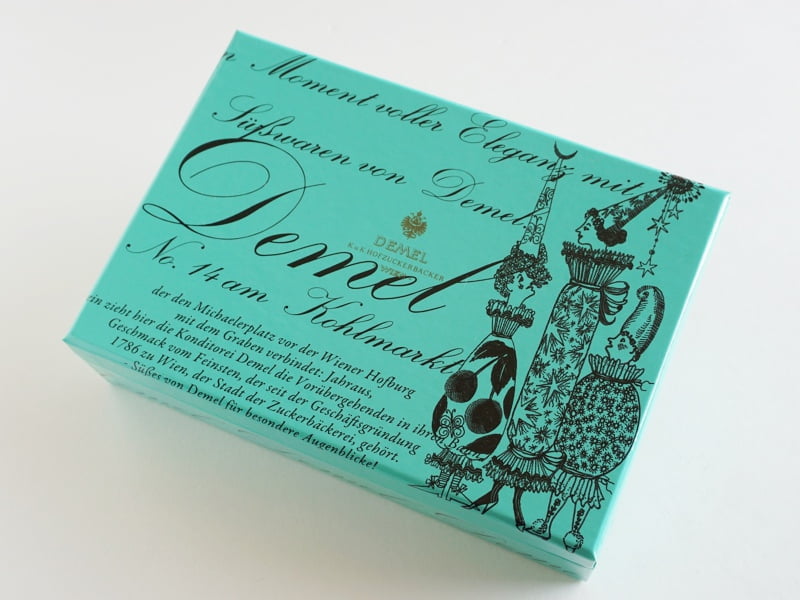 Moment voller Eleganz mit
Süßwaren von Demel
Demel
DEMEL
K.u.K. HOFZUCKERBÄCKER
WIEN
No. 14 am Kohlmarkt
der den Michaelerplatz vor der Wiener Hofburg
mit dem Graben verbindet: Jahraus,
ein zieht hier die Konditorei Demel die Vorübergehenden in ihren
Geschmack vom Feinsten, der seit der Geschäftsgründung
1786 zu Wien, der Stadt der Zuckerbäckerei, gehört.
Süßes von Demel für besondere Augenblicke!